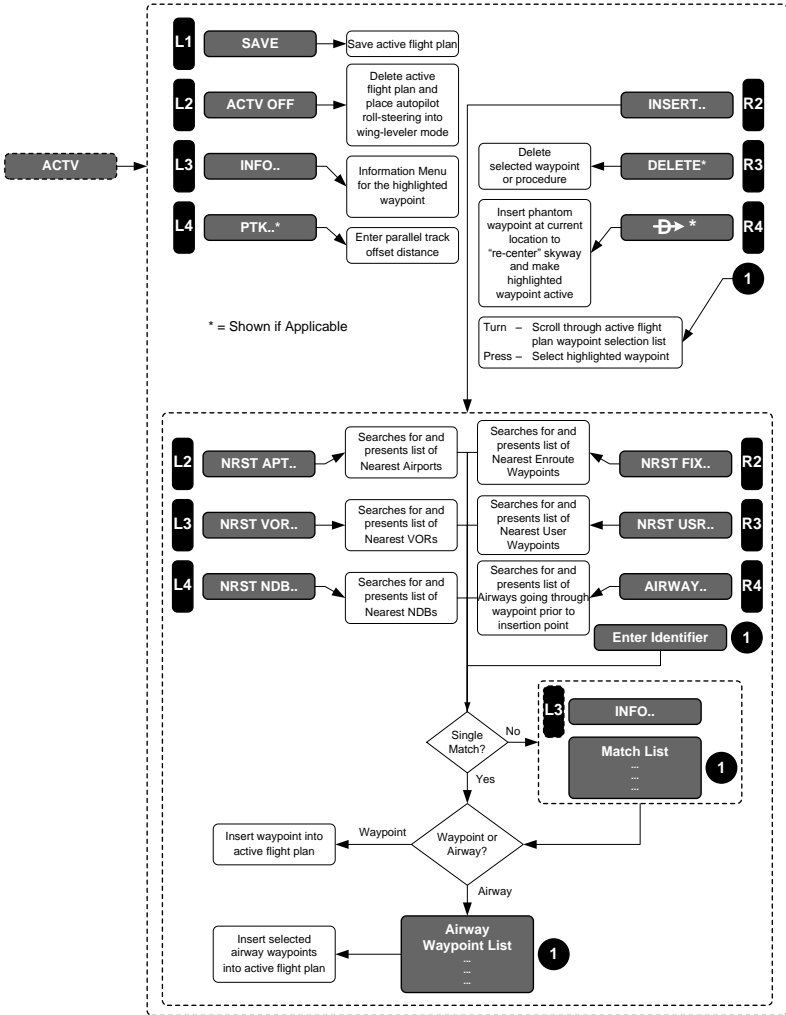 ACTV
L1
SAVE
Save active flight plan
L2
ACTV OFF
Delete active
flight plan and
place autopilot
roll-steering into
wing-leveler mode
INSERT..
R2
L3
INFO..
Information Menu
for the highlighted
waypoint
Delete
selected waypoint
or procedure
DELETE*
R3
L4
PTK..*
Enter parallel track
offset distance
Insert phantom
waypoint at current
location to
“re-center” skyway
and make
highlighted
waypoint active
D *
R4
1
* = Shown if Applicable
Turn – Scroll through active flight
plan waypoint selection list
Press – Select highlighted waypoint
L2
NRST APT..
Searches for and
presents list of
Nearest Airports
Searches for and
presents list of
Nearest Enroute
Waypoints
NRST FIX..
R2
L3
NRST VOR..
Searches for and
presents list of
Nearest VORs
Searches for and
presents list of
Nearest User
Waypoints
NRST USR..
R3
L4
NRST NDB..
Searches for and
presents list of
Nearest NDBs
Searches for and
presents list of
Airways going through
waypoint prior to
insertion point
AIRWAY..
R4
Enter Identifier
1
Single
Match?
No
Yes
L3
INFO..
Match List
...
...
...
1
Waypoint or
Airway?
Waypoint
Insert waypoint into
active flight plan
Airway
Airway
Waypoint List
...
...
...
1
Insert selected
airway waypoints
into active flight plan